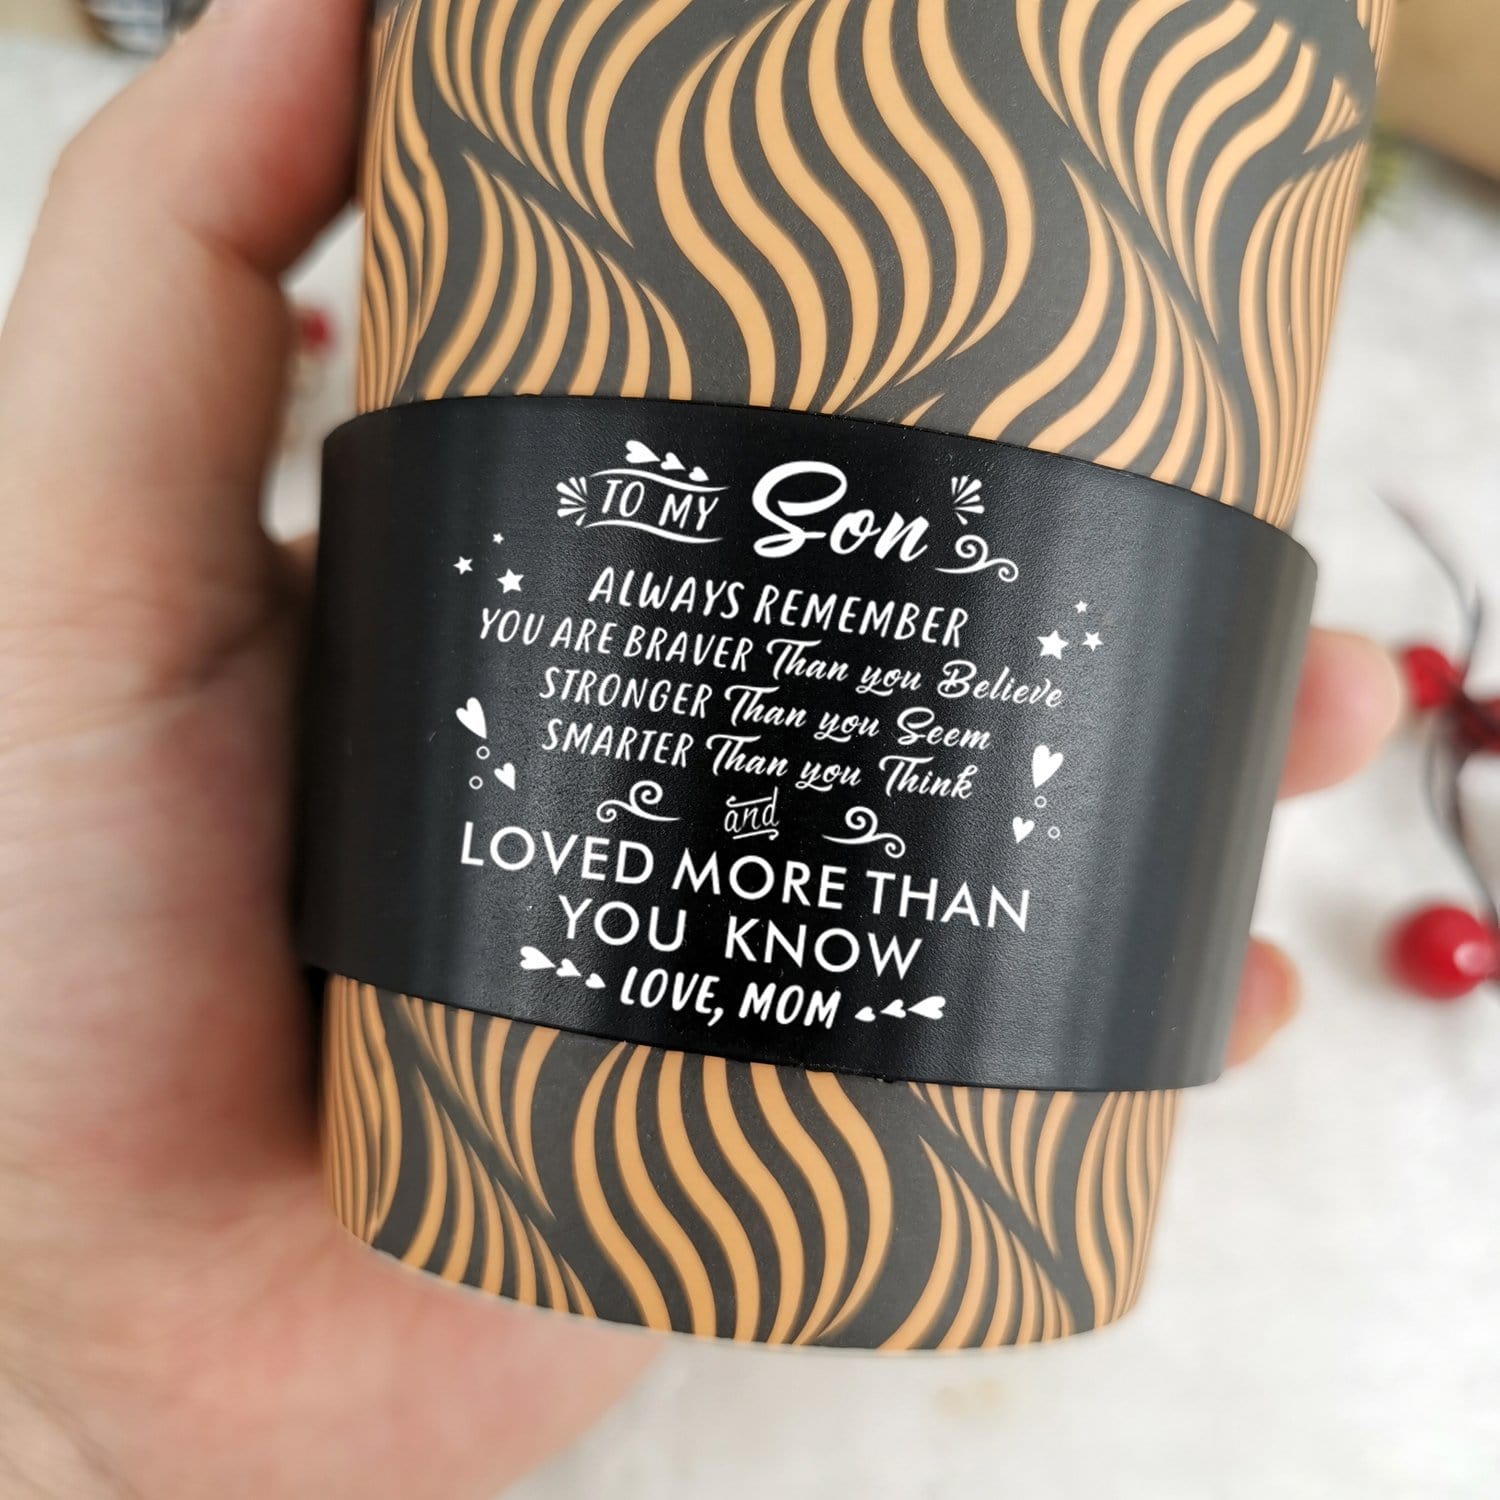 TO MY Son
ALWAYS REMEMBER
YOU ARE BRAVER Than you Believe
STRONGER Than you Seem
SMARTER Than you Think
and
LOVED MORE THAN
YOU KNOW
LOVE, MOM